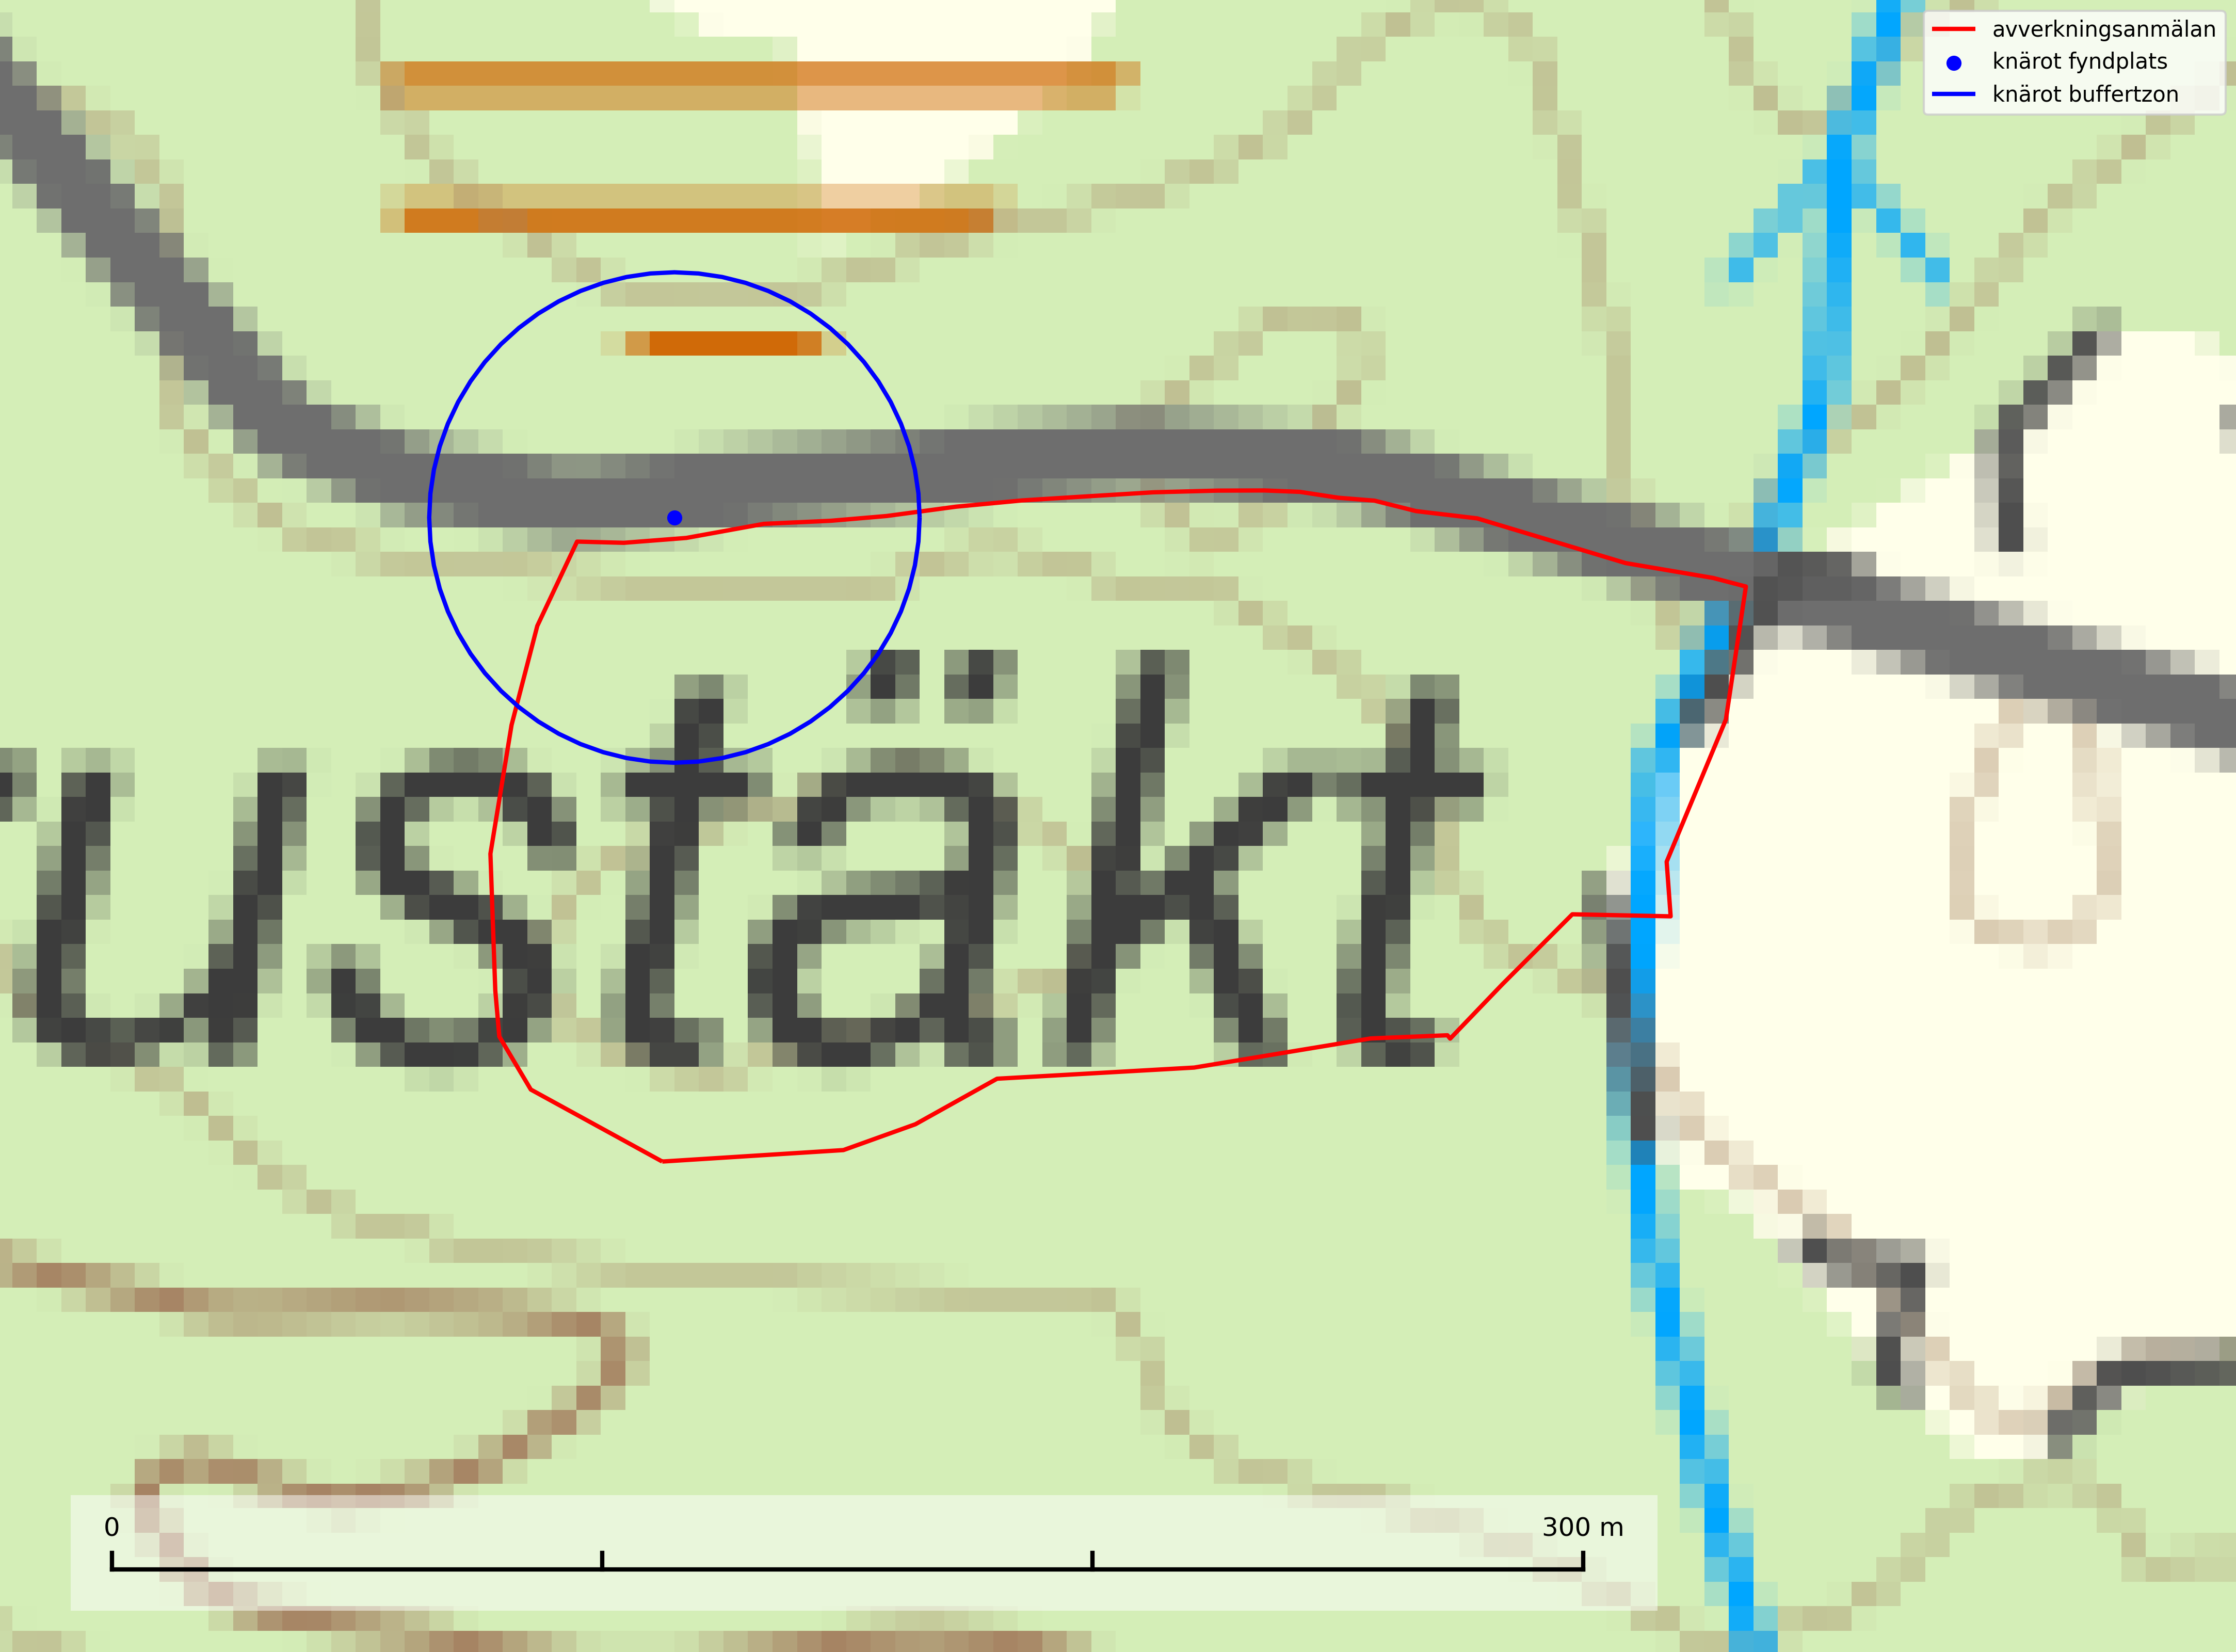 avverkningsanmälan
knärot fyndplats
knärot buffertzon
ustäkt
0 300 m